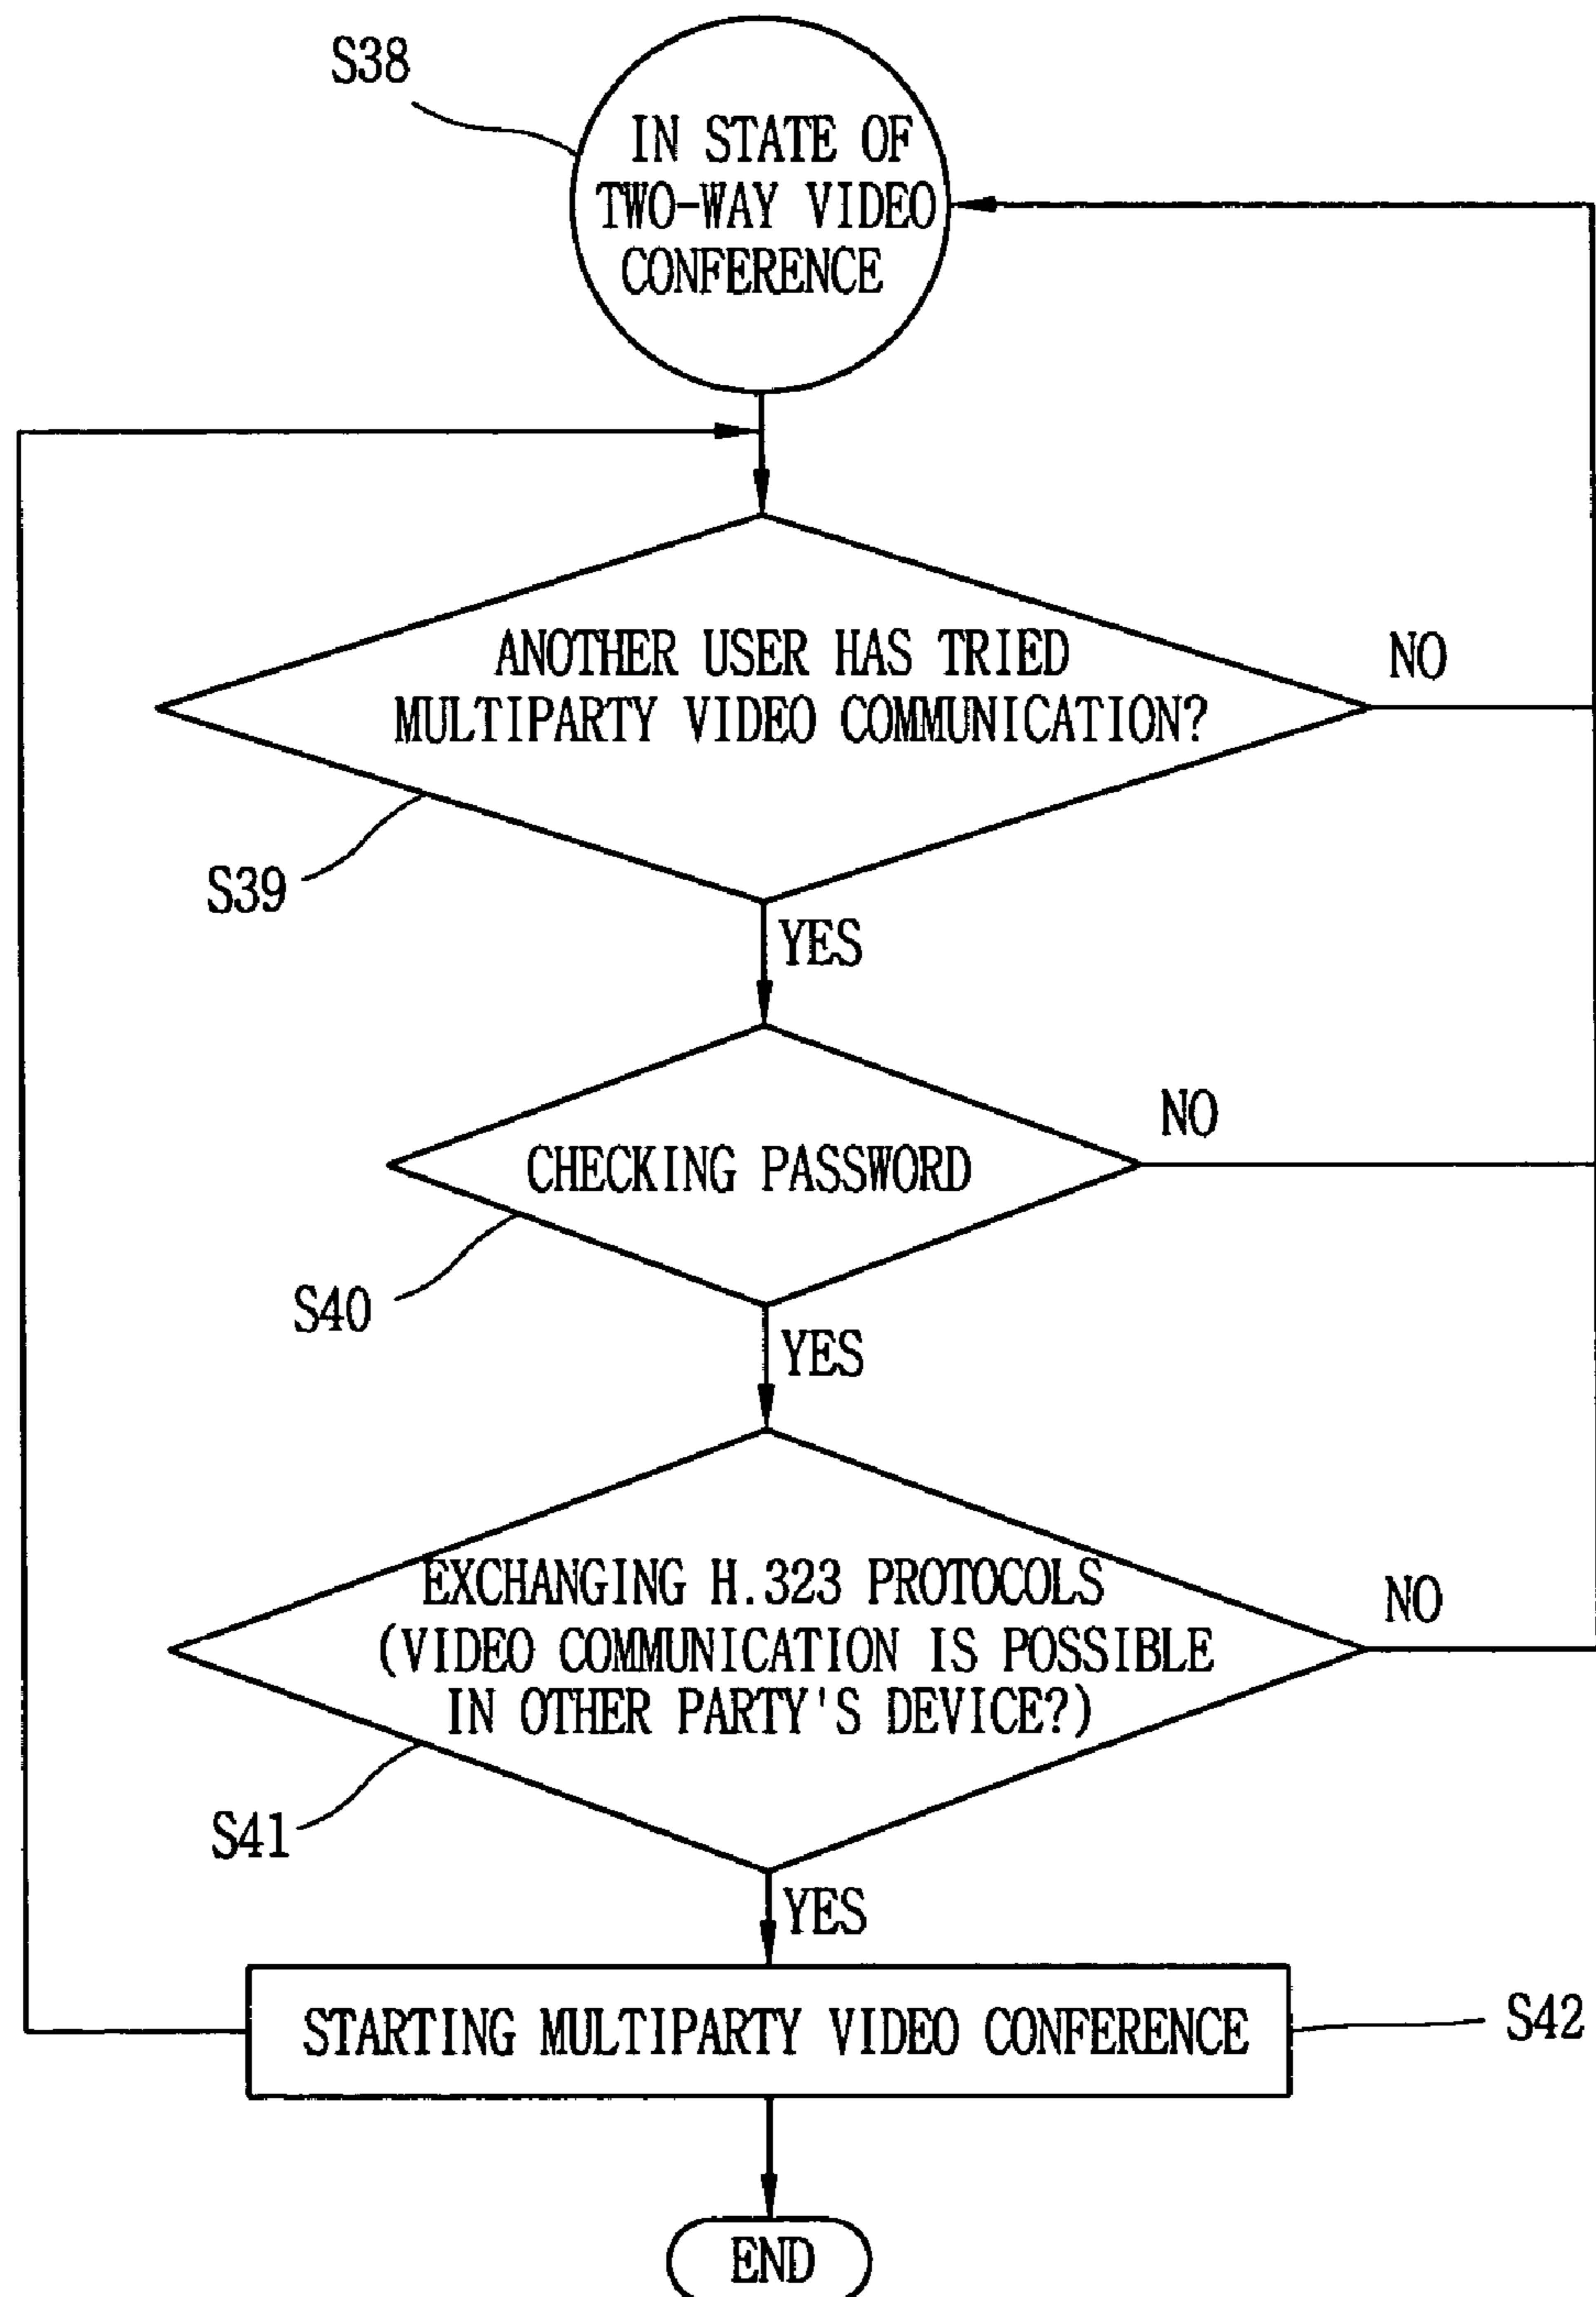 S38
IN STATE OF
TWO-WAY VIDEO
CONFERENCE
ANOTHER USER HAS TRIED
MULTIPARTY VIDEO COMMUNICATION?
NO
S39
YES
CHECKING PASSWORD
NO
S40
YES
EXCHANGING H.323 PROTOCOLS
(VIDEO COMMUNICATION IS POSSIBLE
IN OTHER PARTY'S DEVICE?)
NO
S41
YES
STARTING MULTIPARTY VIDEO CONFERENCE
S42
END